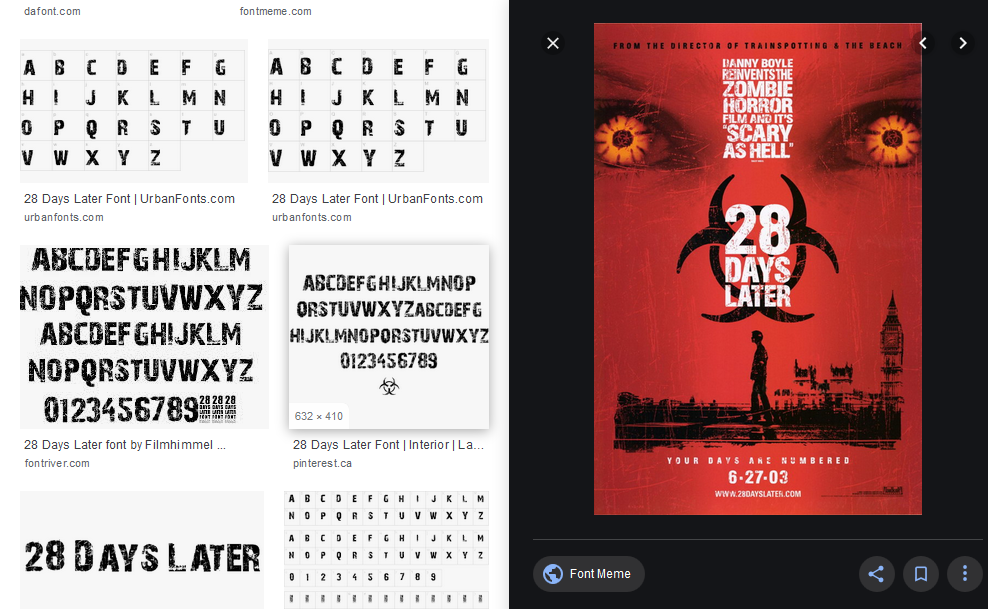 dafont.com
fontmeme.com
A B C D E F G
H I J K L M N
O P Q R S T U
V W X Y Z
28 Days Later Font | UrbanFonts.com
urbanfonts.com
A B C D E F G
H I J K L M N
O P Q R S T U
V W X Y Z
28 Days Later Font | UrbanFonts.com
urbanfonts.com
ABCDEFGHIJKLM
NOPQRSTUVWXYZ
ABCDEFGHIJKLM
NOPQRSTUVWXYZ
0123456789
28 Days Later font by Filmhimmel ...
fontriver.com
ABCDEFGHIJKLMNOP
QRSTUVWXYZABCDEFG
HIJKLMNOPQRSTUVWXYZ
0123456789
632 × 410
28 Days Later Font | Interior | La...
pinterest.ca
28 DAYS LATER
A B C D E F G H I J K L M
N O P Q R S T U V W X Y Z
A B C D E F G H I J K L M
N O P Q R S T U V W X Y Z
0 1 2 3 4 5 6 7 8 9
FROM THE DIRECTOR OF TRAINSPOTTING & THE BEACH
DANNY BOYLE
REINVENTS THE
ZOMBIE
HORROR
FILM AND IT'S
"SCARY
AS HELL"
28
DAYS
LATER
YOUR DAYS ARE NUMBERED
6·27·03
WWW.28DAYSLATER.COM
Font Meme